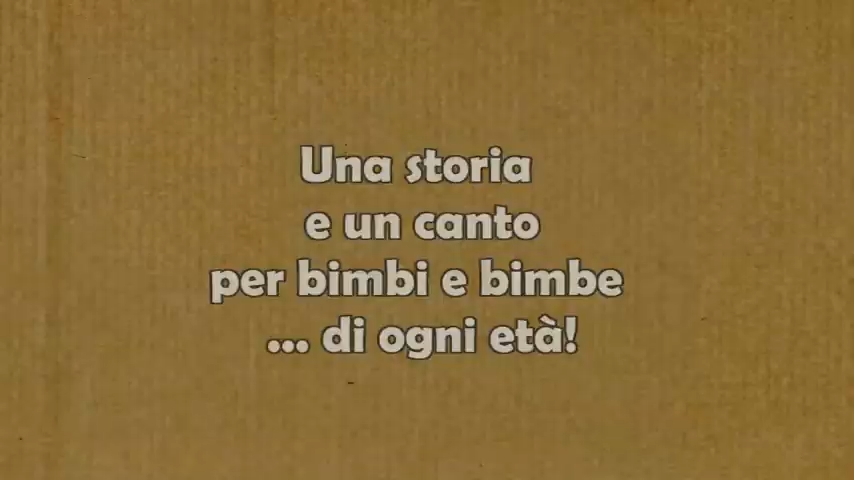 Una storia
e un canto
per bimbi e bimbe
... di ogni età!